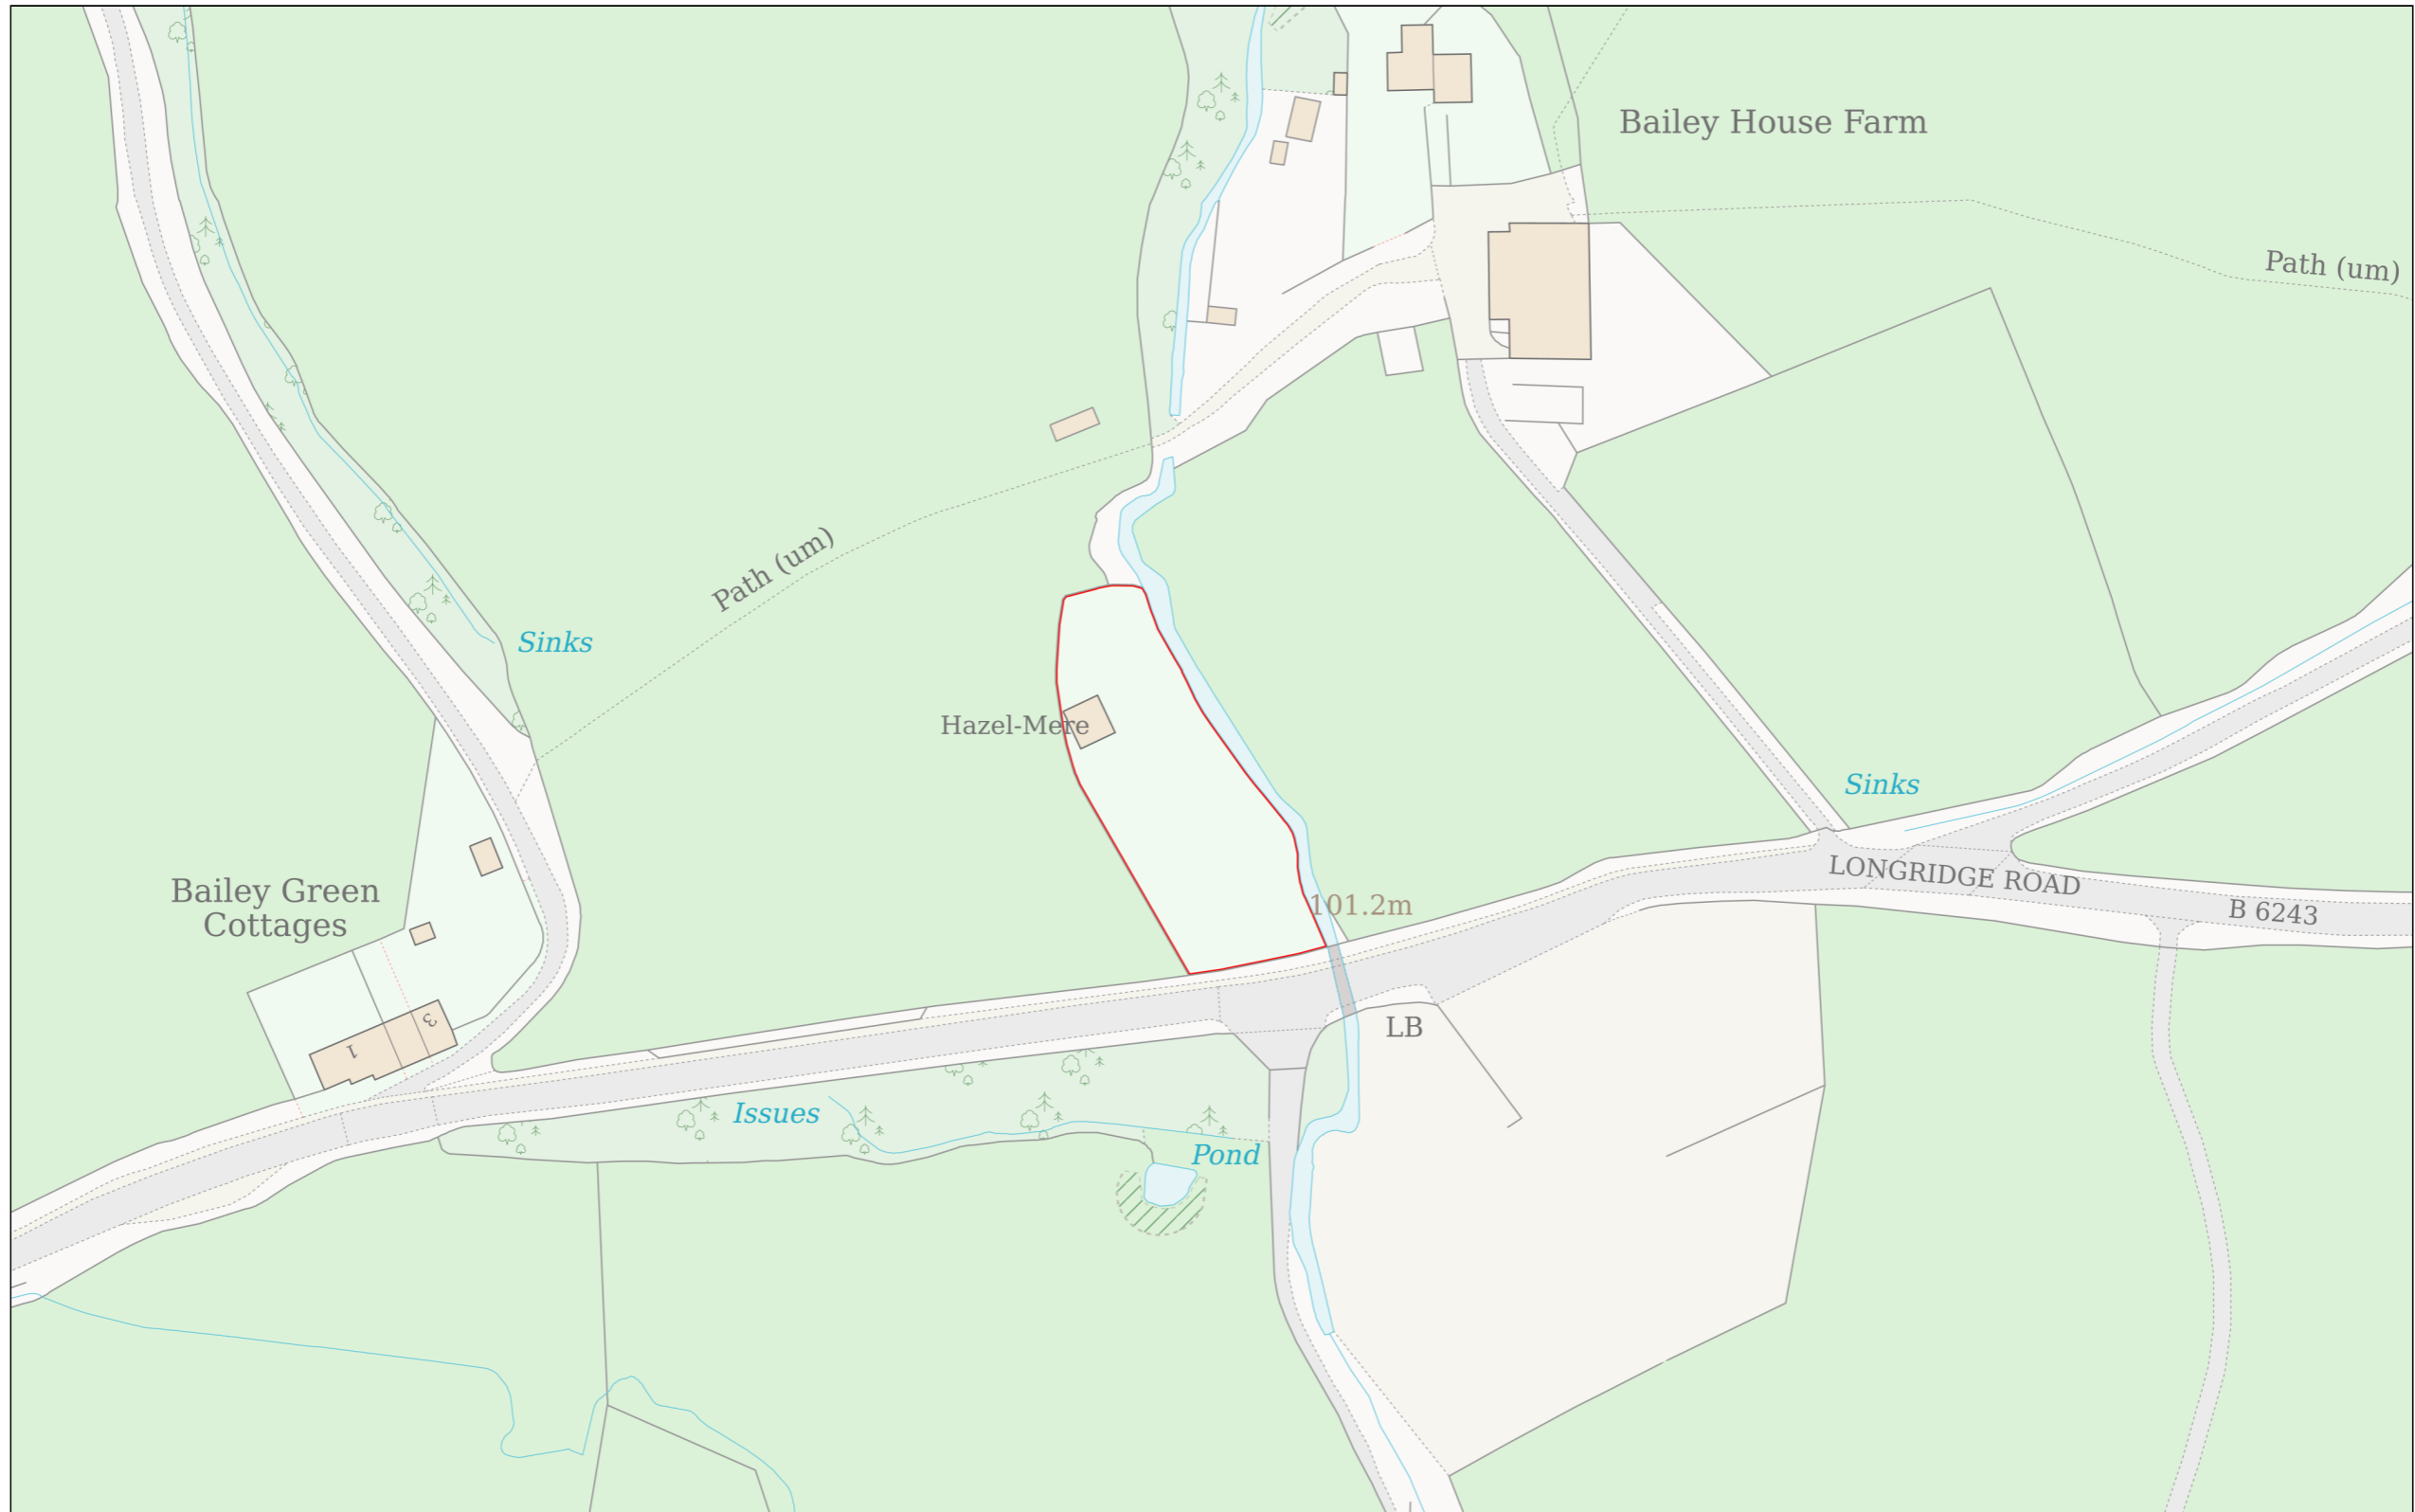 Bailey House Farm
Path (um)
Path (um)
Sinks
Hazel-Mere
Sinks
Bailey Green
Cottages
LONGRIDGE ROAD
101.2m
B 6243
3
LB
1
Issues
Pond